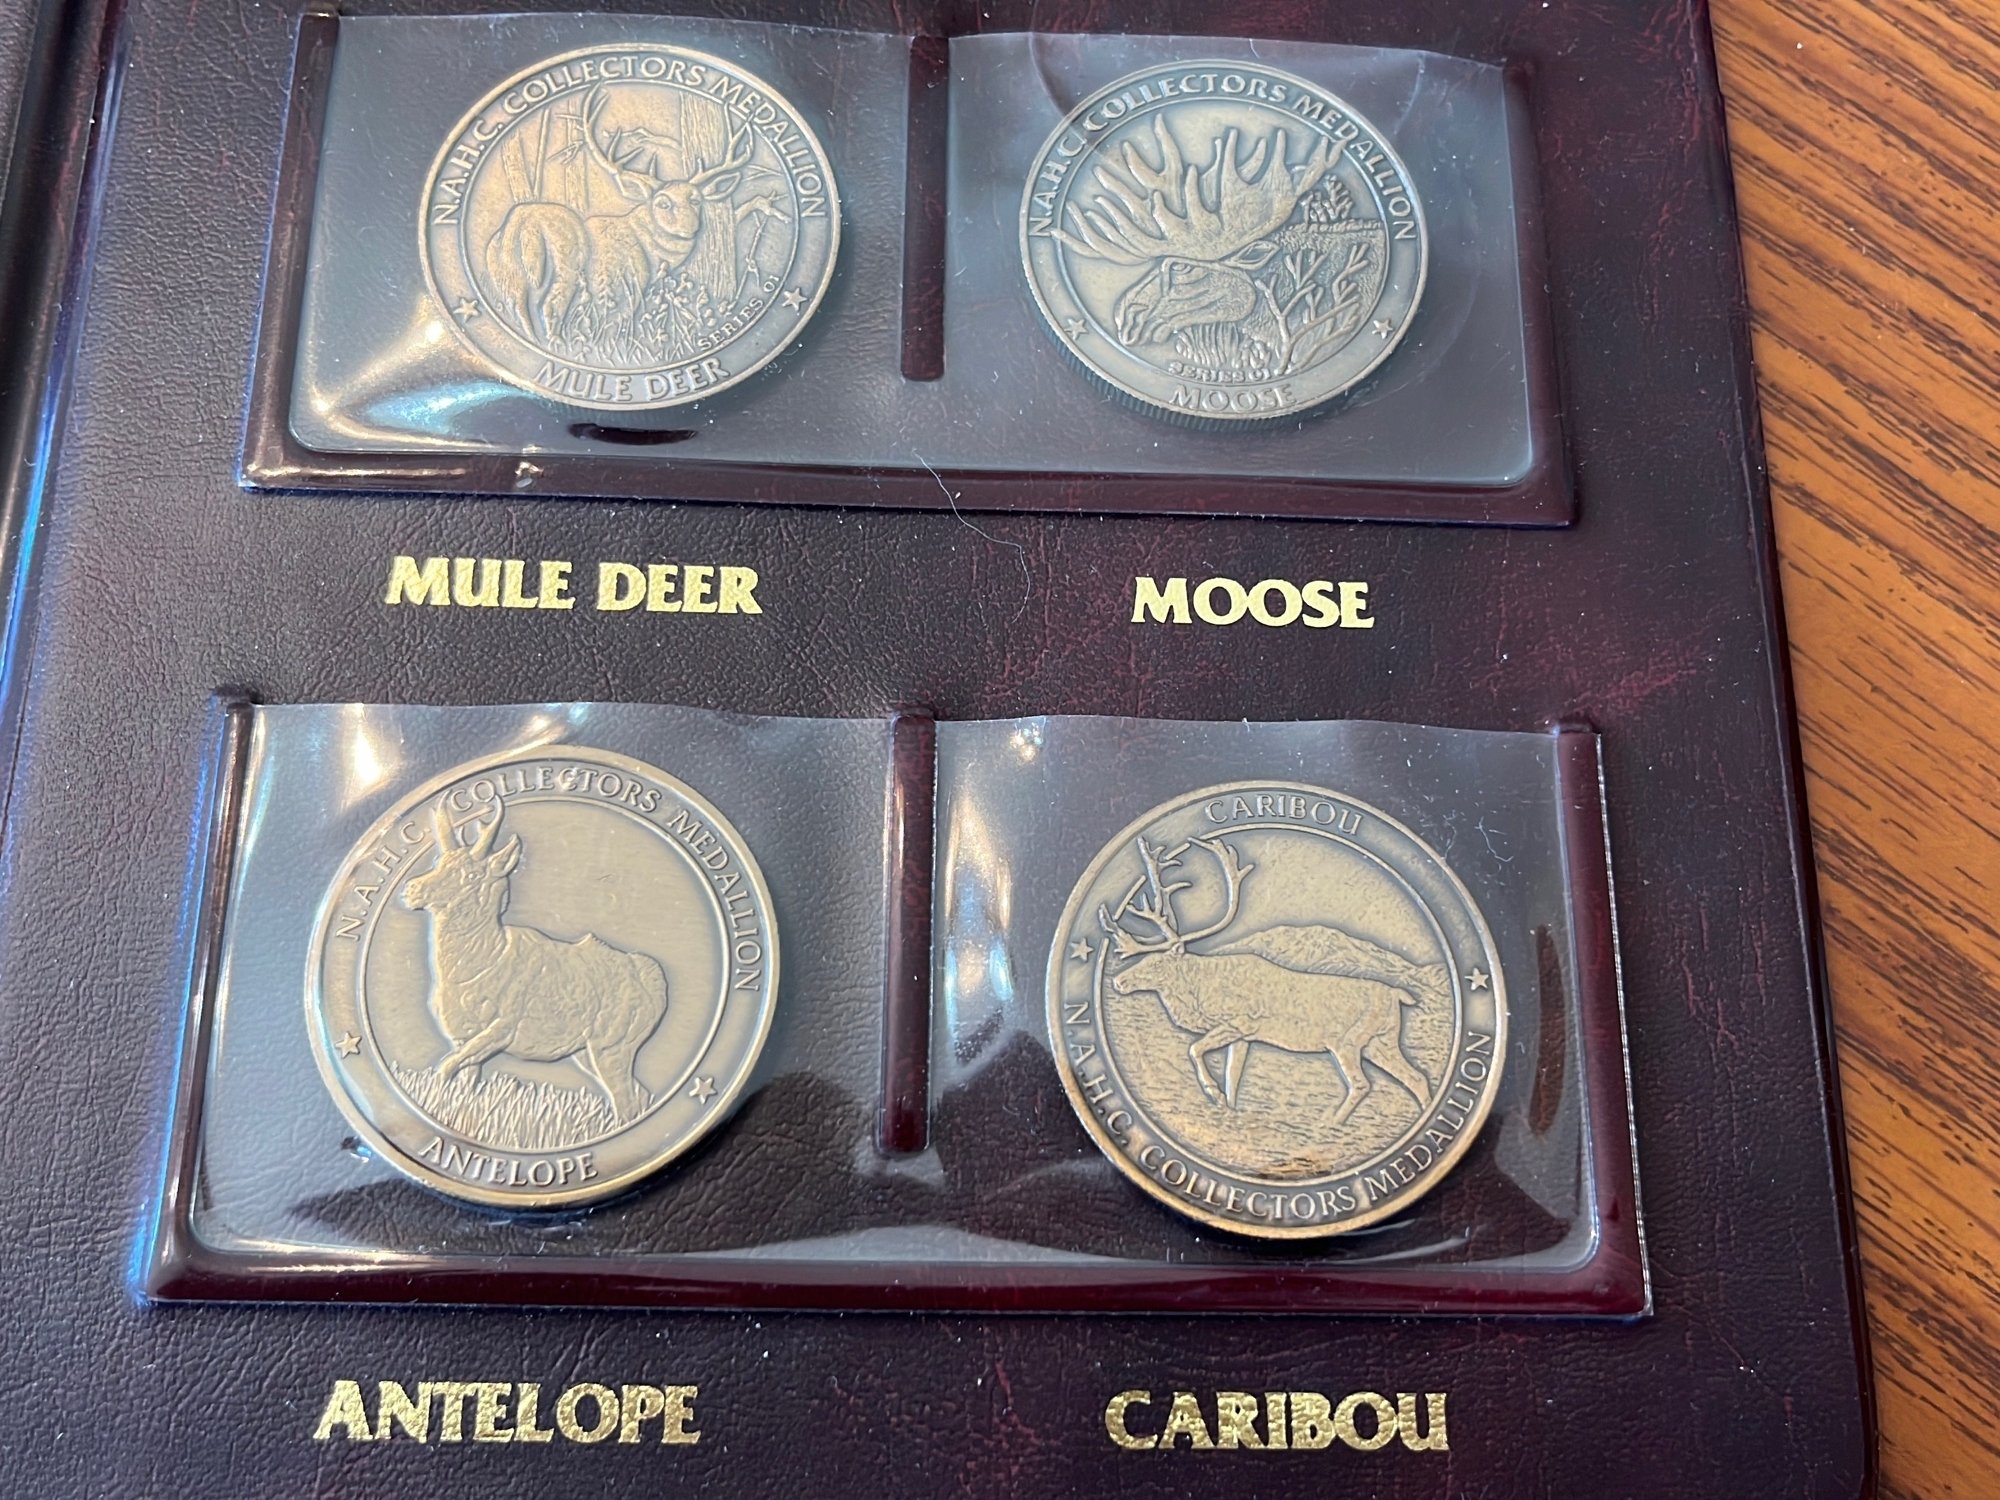 N.A.H.C. COLLECTORS MEDALLION
SERIES 01
MULE DEER
N.A.H.C. COLLECTORS MEDALLION
SERIES 01
MOOSE
MULE DEER
MOOSE
N.A.H.C. COLLECTORS MEDALLION
ANTELOPE
CARIBOU
N.A.H.C. COLLECTORS MEDALLION
ANTELOPE
CARIBOU